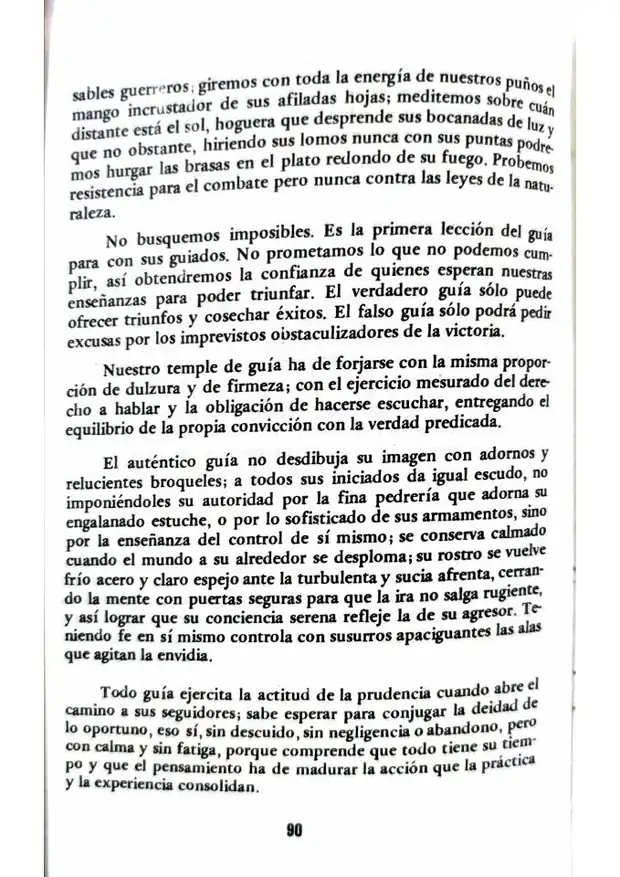 sables guerreros; giremos con toda la energía de nuestros puños el
mango incrustador de sus afiladas hojas; meditemos sobre cuán
distante está el sol, hoguera que desprende sus bocanadas de luz y
que no obstante, hiriendo sus lomos nunca con sus puntas podre-
mos hurgar las brasas en el plato redondo de su fuego. Probemos
resistencia para el combate pero nunca contra las leyes de la natu-
raleza.
No busquemos imposibles. Es la primera lección del guía
para con sus guiados. No prometamos lo que no podemos cum-
plir, así obtendremos la confianza de quienes esperan nuestras
enseñanzas para poder triunfar. El verdadero guía sólo puede
ofrecer triunfos y cosechar éxitos. El falso guía sólo podrá pedir
excusas por los imprevistos obstaculizadores de la victoria.
Nuestro temple de guía ha de forjarse con la misma propor-
ción de dulzura y de firmeza; con el ejercicio mesurado del dere-
cho a hablar y la obligación de hacerse escuchar, entregando el
equilibrio de la propia convicción con la verdad predicada.
El auténtico guía no desdibuja su imagen con adornos y
relucientes broqueles; a todos sus iniciados da igual escudo, no
imponiéndoles su autoridad por la fina pedrería que adorna su
engalanado estuche, o por lo sofisticado de sus armamentos, sino
por la enseñanza del control de sí mismo; se conserva calmado
cuando el mundo a su alrededor se desploma; su rostro se vuelve
frío acero y claro espejo ante la turbulenta y sucia afrenta, cerran-
do la mente con puertas seguras para que la ira no salga rugiente,
y así lograr que su conciencia serena refleje la de su agresor. Te-
niendo fe en sí mismo controla con susurros apaciguantes las alas
que agitan la envidia.
Todo guía ejercita la actitud de la prudencia cuando abre el
camino a sus seguidores; sabe esperar para conjugar la deidad de
lo oportuno, eso sí, sin descuido, sin negligencia o abandono, pero
con calma y sin fatiga, porque comprende que todo tiene su tiem-
po y que el pensamiento ha de madurar la acción que la práctica
y la experiencia consolidan.
90